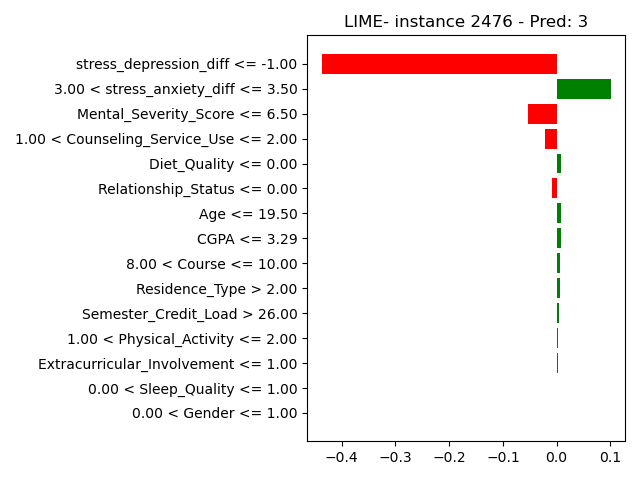 LIME- instance 2476 - Pred: 3
stress_depression_diff <= -1.00
3.00 < stress_anxiety_diff <= 3.50
Mental_Severity_Score <= 6.50
1.00 < Counseling_Service_Use <= 2.00
Diet_Quality <= 0.00
Relationship_Status <= 0.00
Age <= 19.50
CGPA <= 3.29
8.00 < Course <= 10.00
Residence_Type > 2.00
Semester_Credit_Load > 26.00
1.00 < Physical_Activity <= 2.00
Extracurricular_Involvement <= 1.00
0.00 < Sleep_Quality <= 1.00
0.00 < Gender <= 1.00
−0.4 −0.3 −0.2 −0.1 0.0 0.1